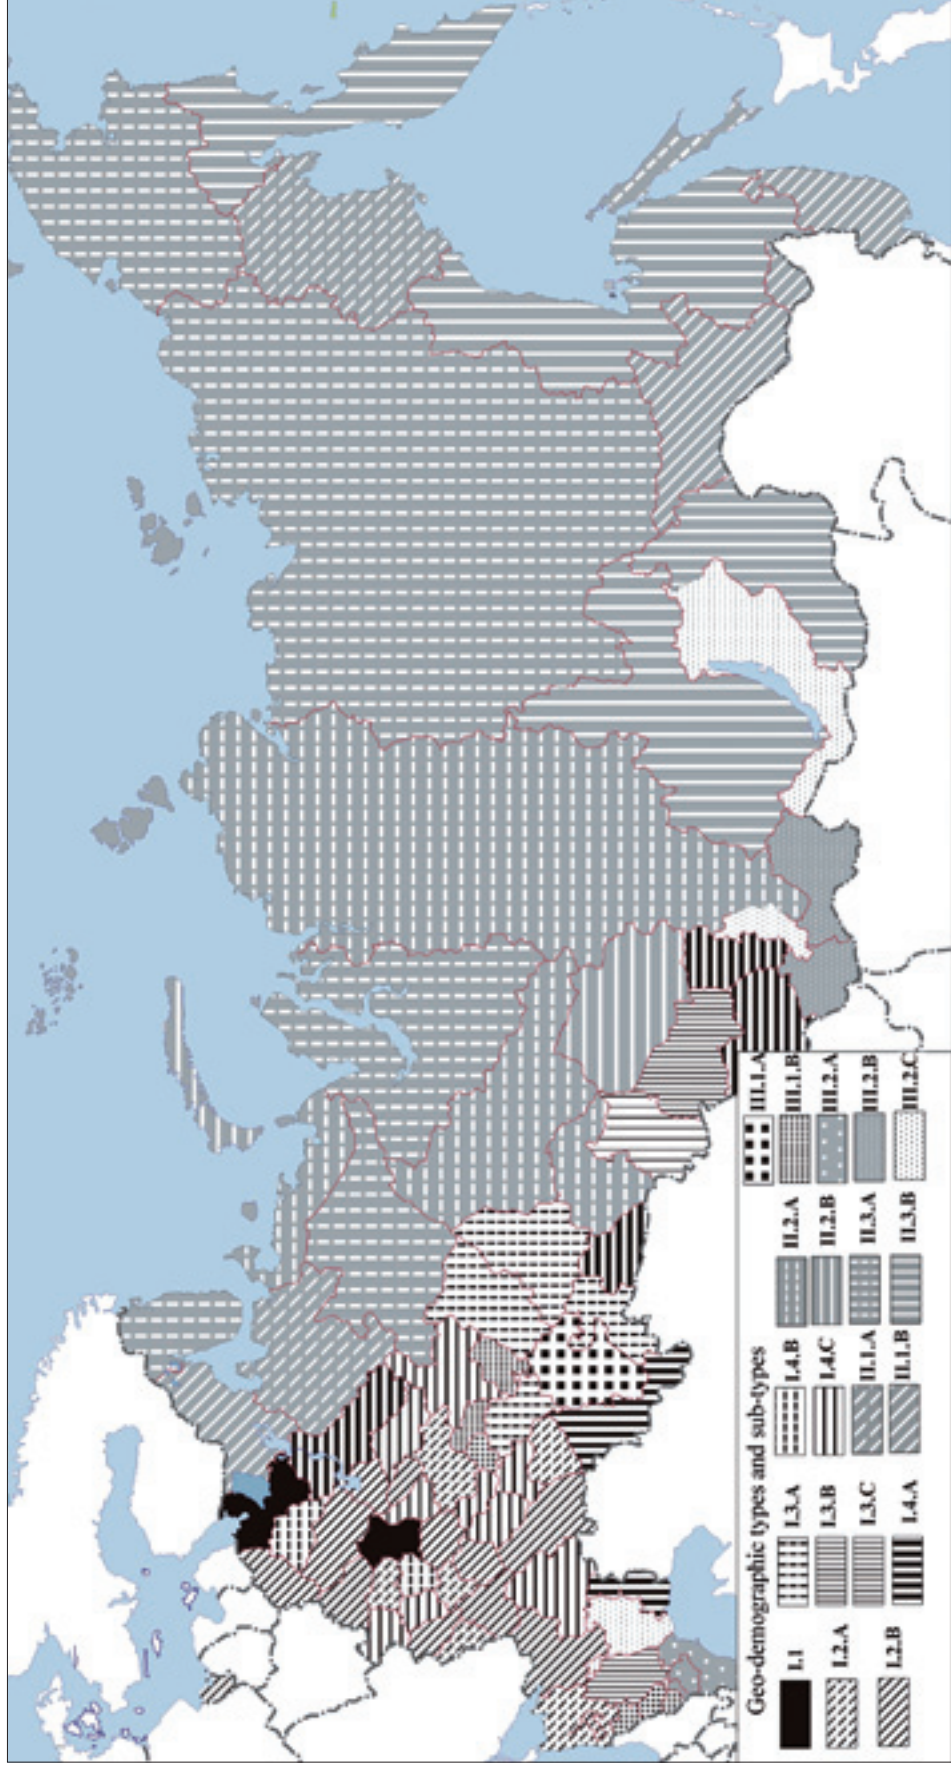 Geo-demographic types and sub-types
I.1
I.2.A
I.2.B
I.3.A
I.3.B
I.3.C
I.4.A
I.4.B
I.4.C
II.1.A
II.1.B
II.2.A
II.2.B
II.3.A
II.3.B
III.1.A
III.1.B
III.2.A
III.2.B
III.2.C